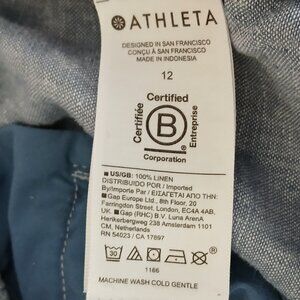 ATHLETA
DESIGNED IN SAN FRANCISCO
CONÇU À SAN FRANCISCO
MADE IN INDONESIA
12
Certified
Certifiée
B
®
Entreprise
Corporation
■ US/GB: 100% LINEN
DISTRIBUIDO POR / Imported
By/Importe Par / ΕΙΣΑΓΕΤΑΙ ΑΠΟ ΤΗΝ:
■ Gap Europe Ltd., 8th Floor, 20
Farringdon Street, London, EC4A 4AB,
UK. ■ Gap (RHC) B.V. Luna ArenA
Herikerbergweg 238 Amsterdam 1101
CM, Netherlands
RN 54023 / CA 17897
30
1166
MACHINE WASH COLD GENTLE